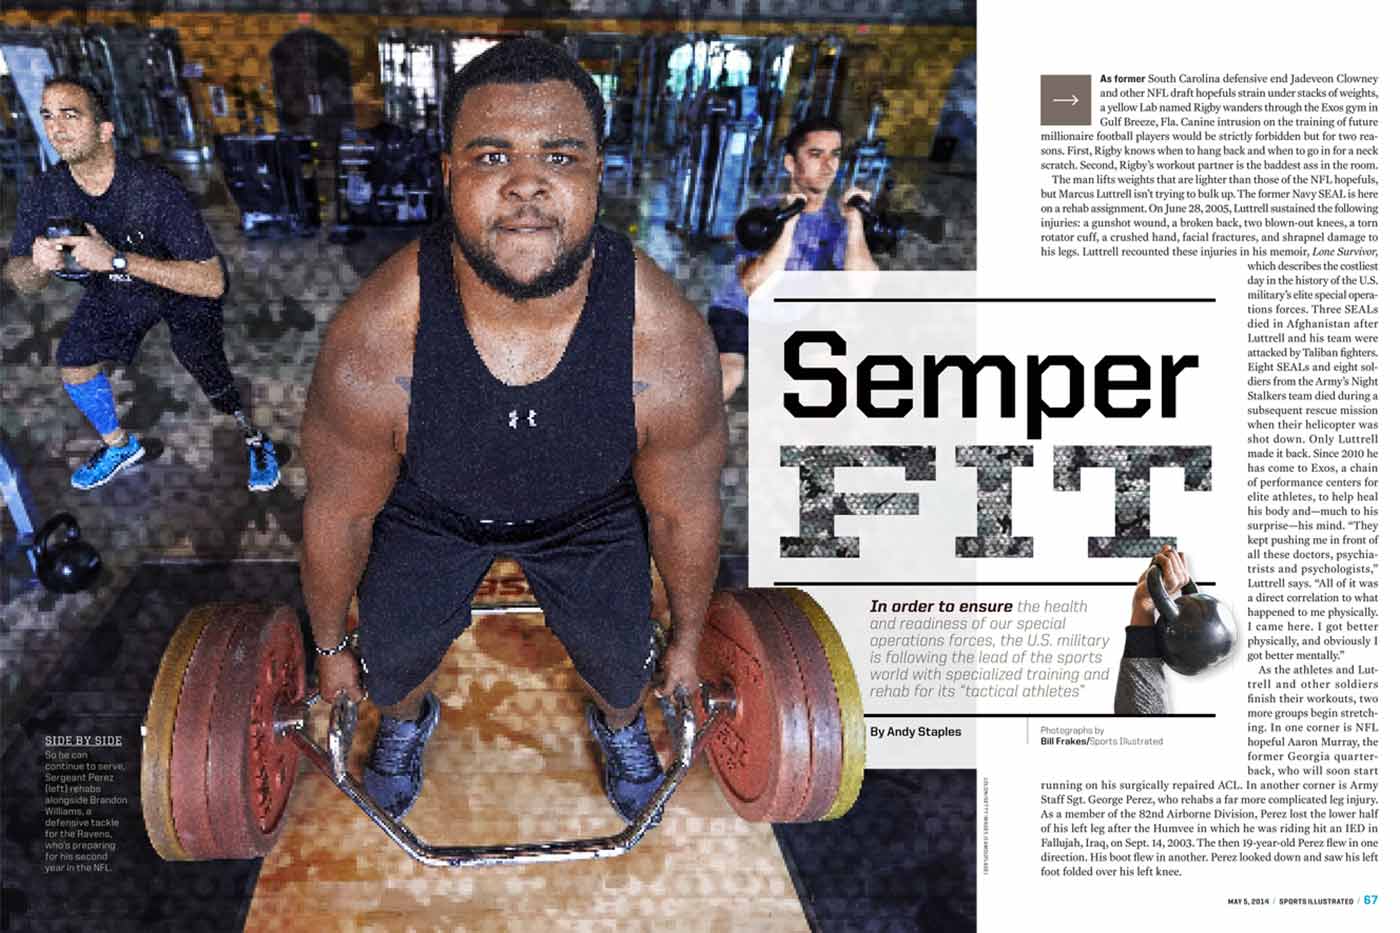 SIDE BY SIDE
So he can
continue to serve,
Sergeant Perez
(left) rehabs
alongside Brandon
Williams, a
defensive tackle
for the Ravens,
who's preparing
for his second
year in the NFL.
Semper
FIT
In order to ensure the health
and readiness of our special
operations forces, the U.S. military
is following the lead of the sports
world with specialized training and
rehab for its “tactical athletes”
By Andy Staples
Photographs by
Bill Frakes/Sports Illustrated
As former South Carolina defensive end Jadeveon Clowney
and other NFL draft hopefuls strain under stacks of weights,
a yellow Lab named Rigby wanders through the Exos gym in
Gulf Breeze, Fla. Canine intrusion on the training of future
millionaire football players would be strictly forbidden but for two rea-
sons. First, Rigby knows when to hang back and when to go in for a neck
scratch. Second, Rigby’s workout partner is the baddest ass in the room.
The man lifts weights that are lighter than those of the NFL hopefuls,
but Marcus Luttrell isn’t trying to bulk up. The former Navy SEAL is here
on a rehab assignment. On June 28, 2005, Luttrell sustained the following
injuries: a gunshot wound, a broken back, two blown-out knees, a torn
rotator cuff, a crushed hand, facial fractures, and shrapnel damage to
his legs. Luttrell recounted these injuries in his memoir, Lone Survivor,
which describes the costliest
day in the history of the U.S.
military’s elite special opera-
tions forces. Three SEALs
died in Afghanistan after
Luttrell and his team were
attacked by Taliban fighters.
Eight SEALs and eight sol-
diers from the Army’s Night
Stalkers team died during a
subsequent rescue mission
when their helicopter was
shot down. Only Luttrell
made it back. Since 2010 he
has come to Exos, a chain
of performance centers for
elite athletes, to help heal
his body and—much to his
surprise—his mind. “They
kept pushing me in front of
all these doctors, psychia-
trists and psychologists,”
Luttrell says. “All of it was
a direct correlation to what
happened to me physically.
I came here. I got better
physically, and obviously I
got better mentally.”
As the athletes and Lut-
trell and other soldiers
finish their workouts, two
more groups begin stretch-
ing. In one corner is NFL
hopeful Aaron Murray, the
former Georgia quarter-
back, who will soon start
running on his surgically repaired ACL. In another corner is Army
Staff Sgt. George Perez, who rehabs a far more complicated leg injury.
As a member of the 82nd Airborne Division, Perez lost the lower half
of his left leg after the Humvee in which he was riding hit an IED in
Fallujah, Iraq, on Sept. 14, 2003. The then 19-year-old Perez flew in one
direction. His boot flew in another. Perez looked down and saw his left
foot folded over his left knee.
MAY 5, 2014 / SPORTS ILLUSTRATED / 67